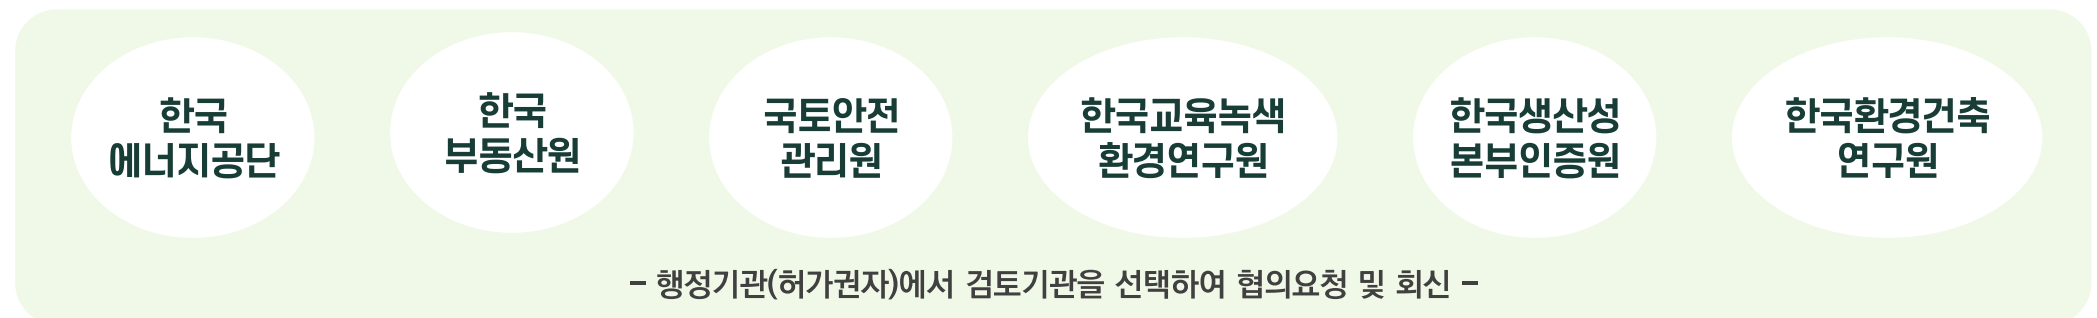 한국
에너지공단
한국
부동산원
국토안전
관리원
한국교육녹색
환경연구원
한국생산성
본부인증원
한국환경건축
연구원
– 행정기관(허가권자)에서 검토기관을 선택하여 협의요청 및 회신 –